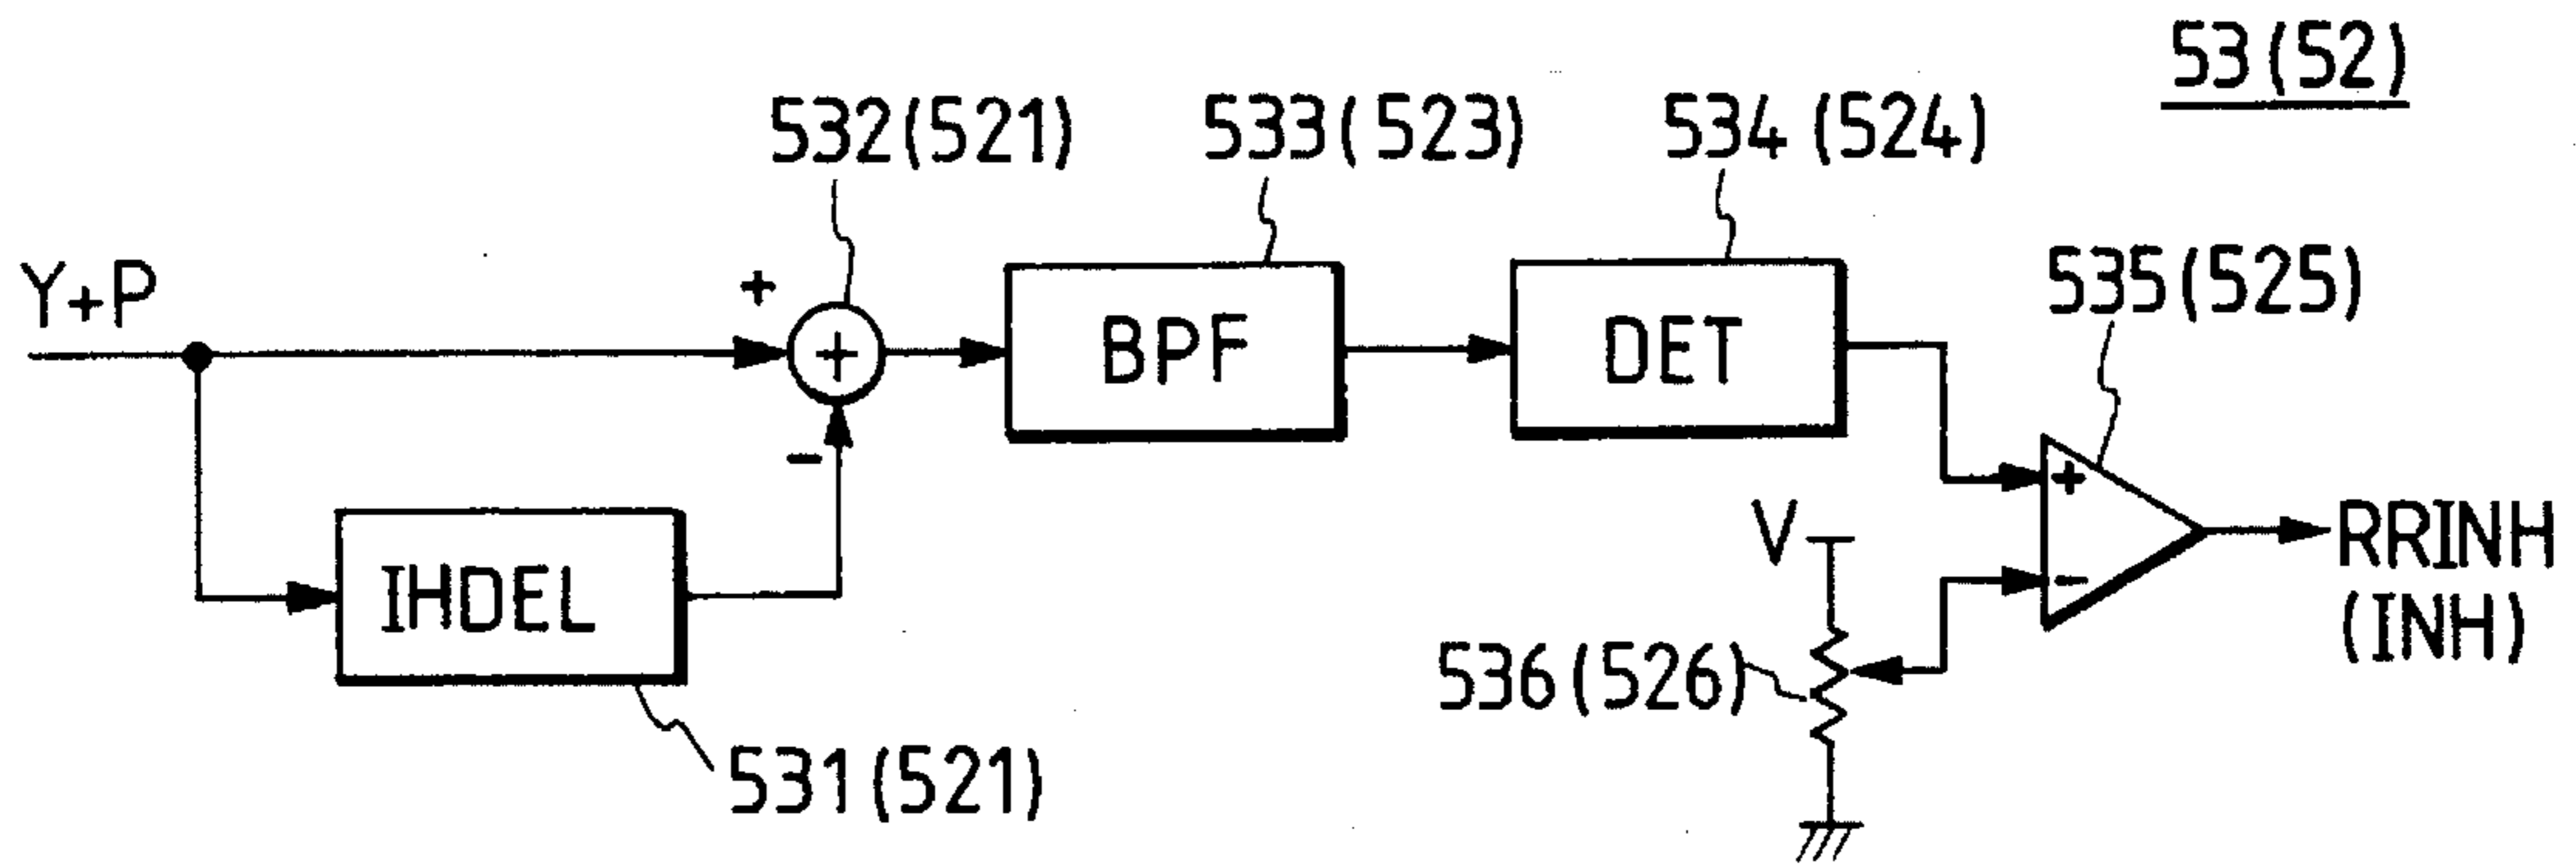 53(52)
532(521)
533(523)
534(524)
535(525)
Y+P
+
+
BPF
DET
-
+
-
RRINH
(INH)
IHDEL
V
536(526)
531(521)